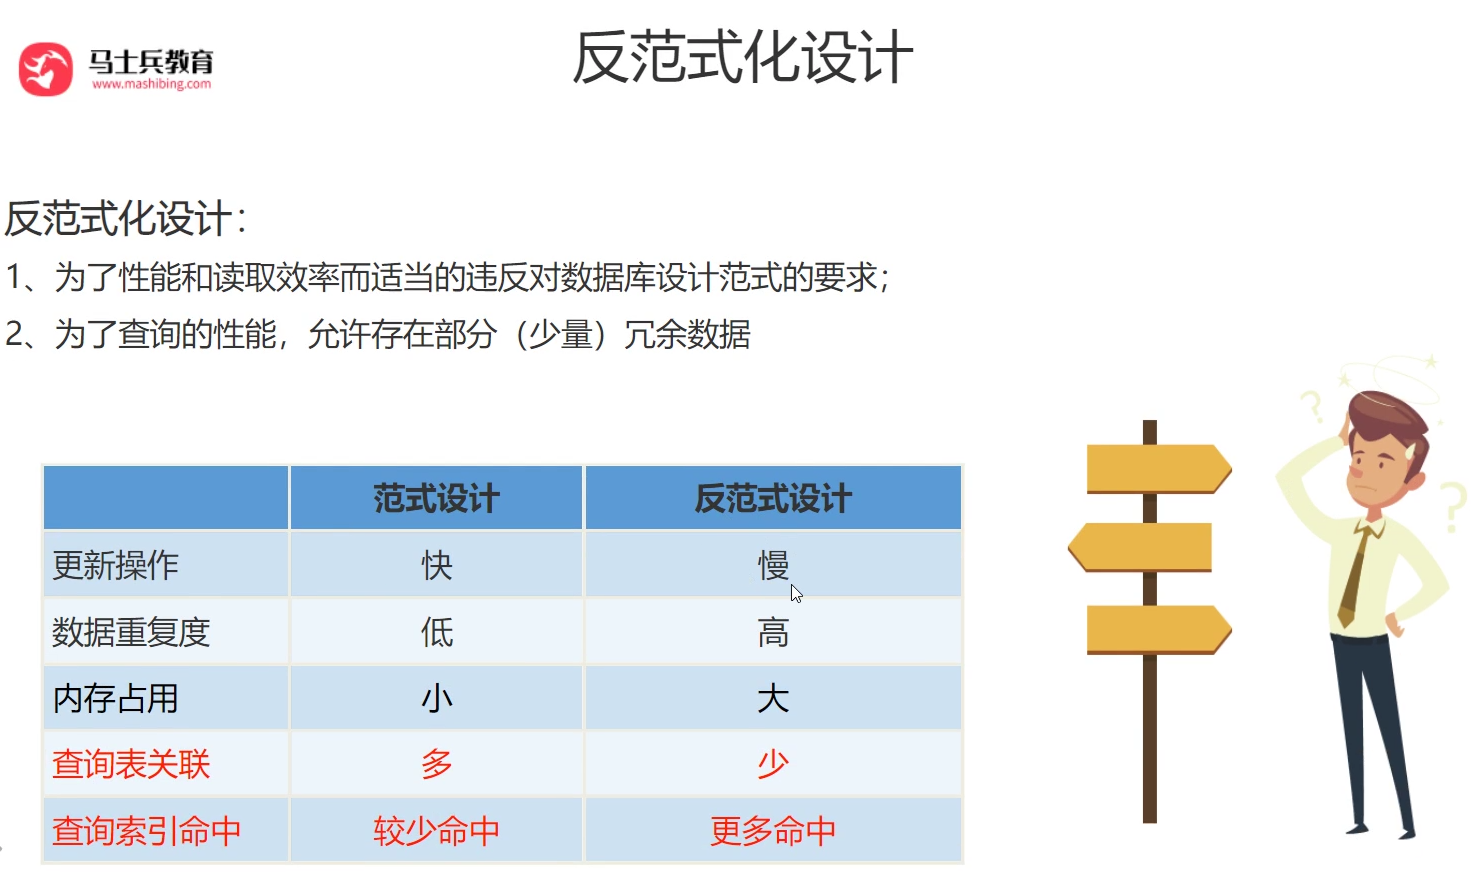 反范式化设计
马士兵教育
www.mashibing.com
反范式化设计：
1、为了性能和读取效率而适当的违反对数据库设计范式的要求；
2、为了查询的性能，允许存在部分（少量）冗余数据
范式设计 反范式设计
更新操作 快 慢
数据重复度 低 高
内存占用 小 大
查询表关联 多 少
查询索引命中 较少命中 更多命中
? ?